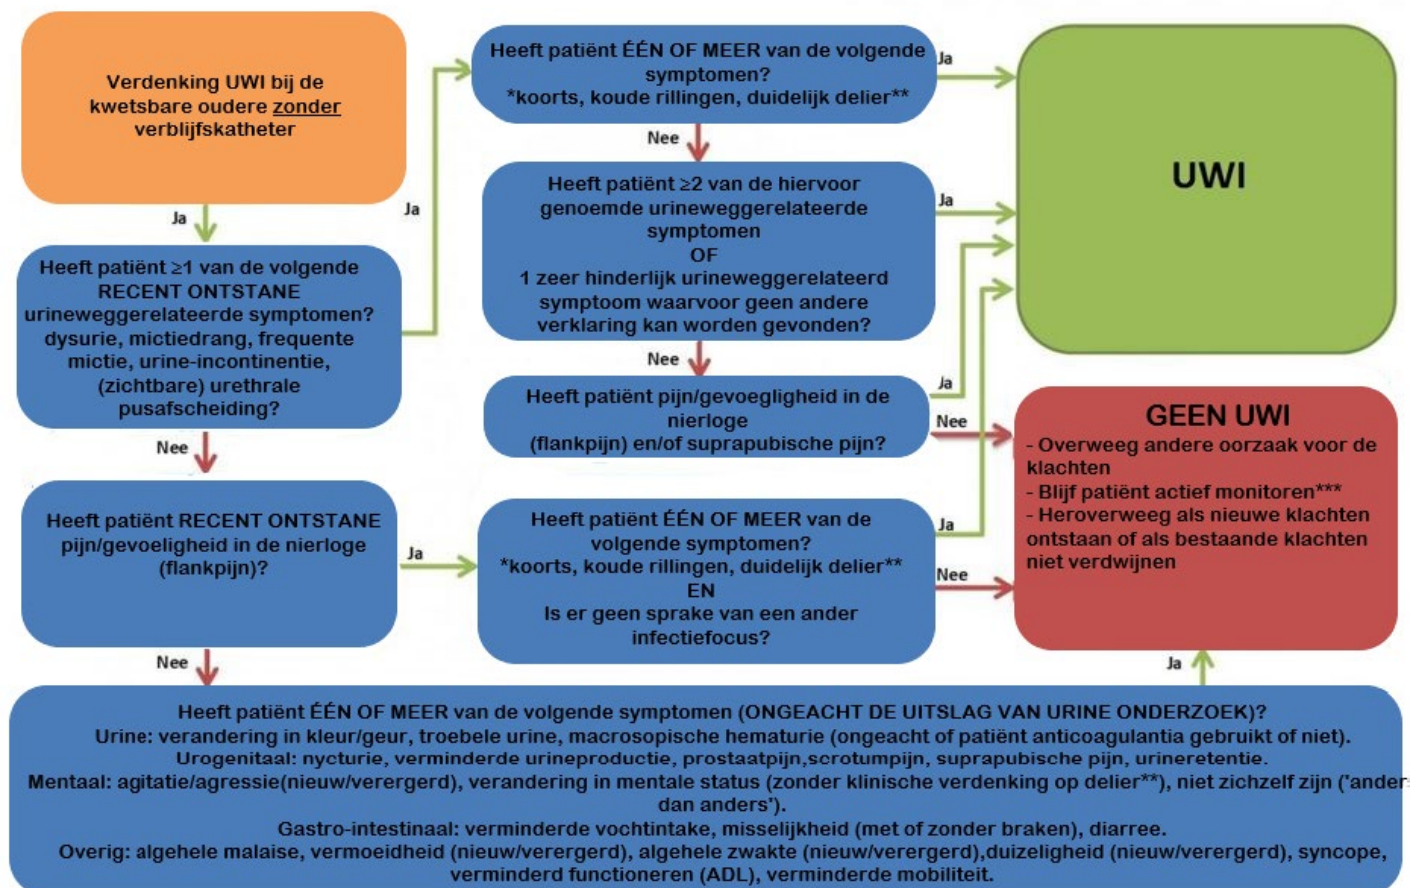 Verdenking UWI bij de
kwetsbare oudere zonder
verblijfskatheter
Ja
Heeft patiënt ≥1 van de volgende
RECENT ONTSTANE
urineweggerelateerde symptomen?
dysurie, mictiedrang, frequente
mictie, urine-incontinentie,
(zichtbare) urethrale
pusafscheiding?
Ja
Nee
Heeft patiënt ÉÉN OF MEER van de volgende
symptomen?
*koorts, koude rillingen, duidelijk delier**
Ja
Nee
Heeft patiënt ≥2 van de hiervoor
genoemde urineweggerelateerde
symptomen
OF
1 zeer hinderlijk urineweggerelateerd
symptoom waarvoor geen andere
verklaring kan worden gevonden?
Ja
Nee
Heeft patiënt pijn/gevoegligheid in de
nierloge
(flankpijn) en/of suprapubische pijn?
Ja
Nee
UWI
GEEN UWI
- Overweeg andere oorzaak voor de
klachten
- Blijf patiënt actief monitoren***
- Heroverweeg als nieuwe klachten
ontstaan of als bestaande klachten
niet verdwijnen
Heeft patiënt RECENT ONTSTANE
pijn/gevoeligheid in de nierloge
(flankpijn)?
Ja
Nee
Heeft patiënt ÉÉN OF MEER van de
volgende symptomen?
*koorts, koude rillingen, duidelijk delier**
EN
Is er geen sprake van een ander
infectiefocus?
Ja
Nee
Ja
Heeft patiënt ÉÉN OF MEER van de volgende symptomen (ONGEACHT DE UITSLAG VAN URINE ONDERZOEK)?
Urine: verandering in kleur/geur, troebele urine, macrosopische hematurie (ongeacht of patiënt anticoagulantia gebruikt of niet).
Urogenitaal: nycturie, verminderde urineproductie, prostaatpijn,scrotumpijn, suprapubische pijn, urineretentie.
Mentaal: agitatie/agressie(nieuw/verergerd), verandering in mentale status (zonder klinische verdenking op delier**), niet zichzelf zijn ('anders
dan anders').
Gastro-intestinaal: verminderde vochtintake, misselijkheid (met of zonder braken), diarree.
Overig: algehele malaise, vermoeidheid (nieuw/verergerd), algehele zwakte (nieuw/verergerd),duizeligheid (nieuw/verergerd), syncope,
verminderd functioneren (ADL), verminderde mobiliteit.